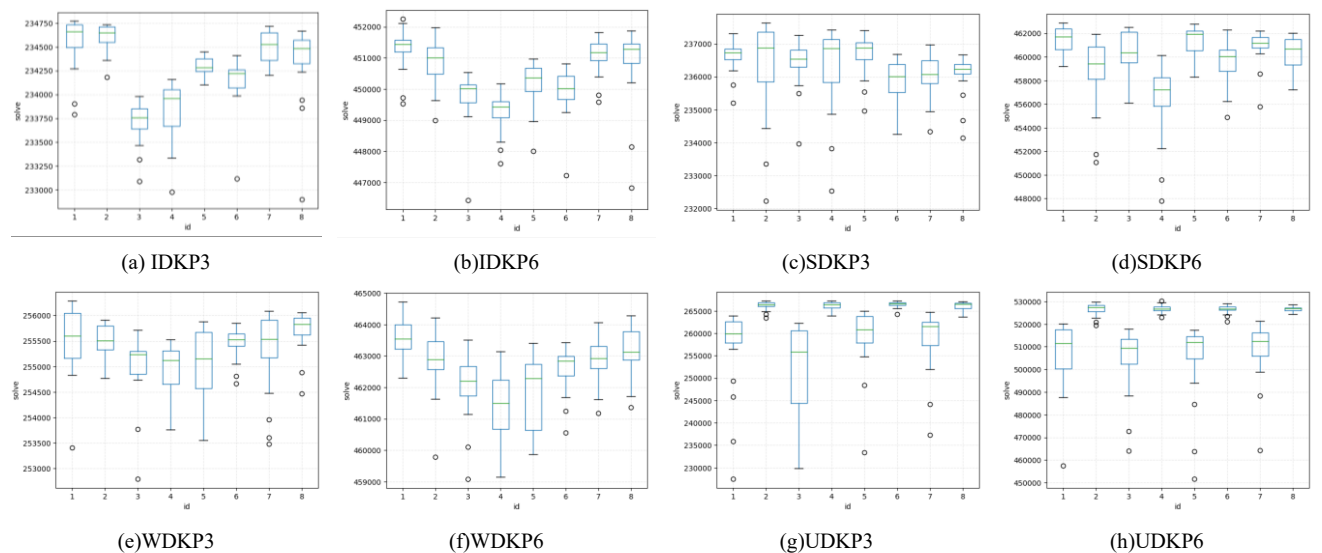 234750
234500
234250
234000
233750
233500
233250
233000
solve
1 2 3 4 5 6 7 8
id
(a) IDKP3
452000
451000
450000
449000
448000
447000
solve
1 2 3 4 5 6 7 8
id
(b)IDKP6
237000
236000
235000
234000
233000
232000
solve
1 2 3 4 5 6 7 8
id
(c)SDKP3
462000
460000
458000
456000
454000
452000
450000
448000
solve
1 2 3 4 5 6 7 8
id
(d)SDKP6
256000
255500
255000
254500
254000
253500
253000
solve
1 2 3 4 5 6 7 8
id
(e)WDKP3
465000
464000
463000
462000
461000
460000
459000
solve
1 2 3 4 5 6 7 8
id
(f)WDKP6
265000
260000
255000
250000
245000
240000
235000
230000
solve
1 2 3 4 5 6 7 8
id
(g)UDKP3
530000
520000
510000
500000
490000
480000
470000
460000
450000
solve
1 2 3 4 5 6 7 8
id
(h)UDKP6